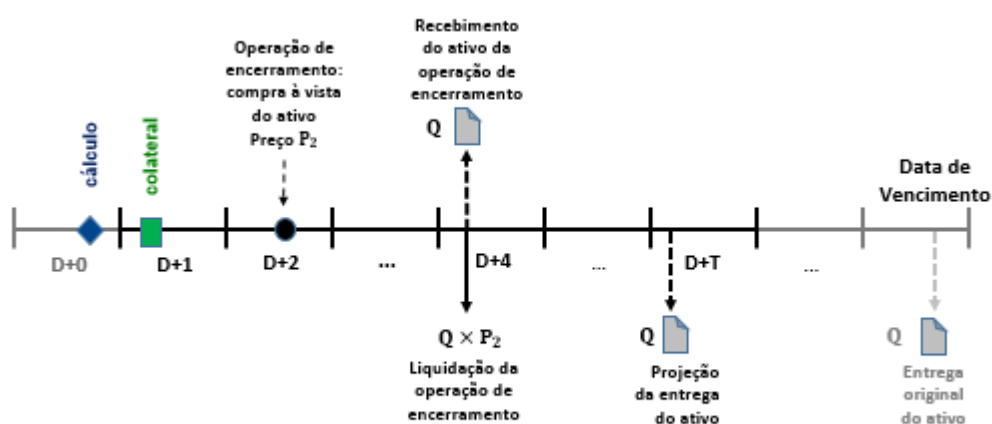 Operação de
encerramento:
compra à vista
do ativo
Preço P₂
Recebimento
do ativo da
operação de
encerramento
Q
cálculo
colateral
Data de
Vencimento
D+0
D+1
D+2
...
D+4
...
D+T
...
Q × P₂
Liquidação da
operação de
encerramento
Q
Projeção
da entrega
do ativo
Q
Entrega
original
do ativo